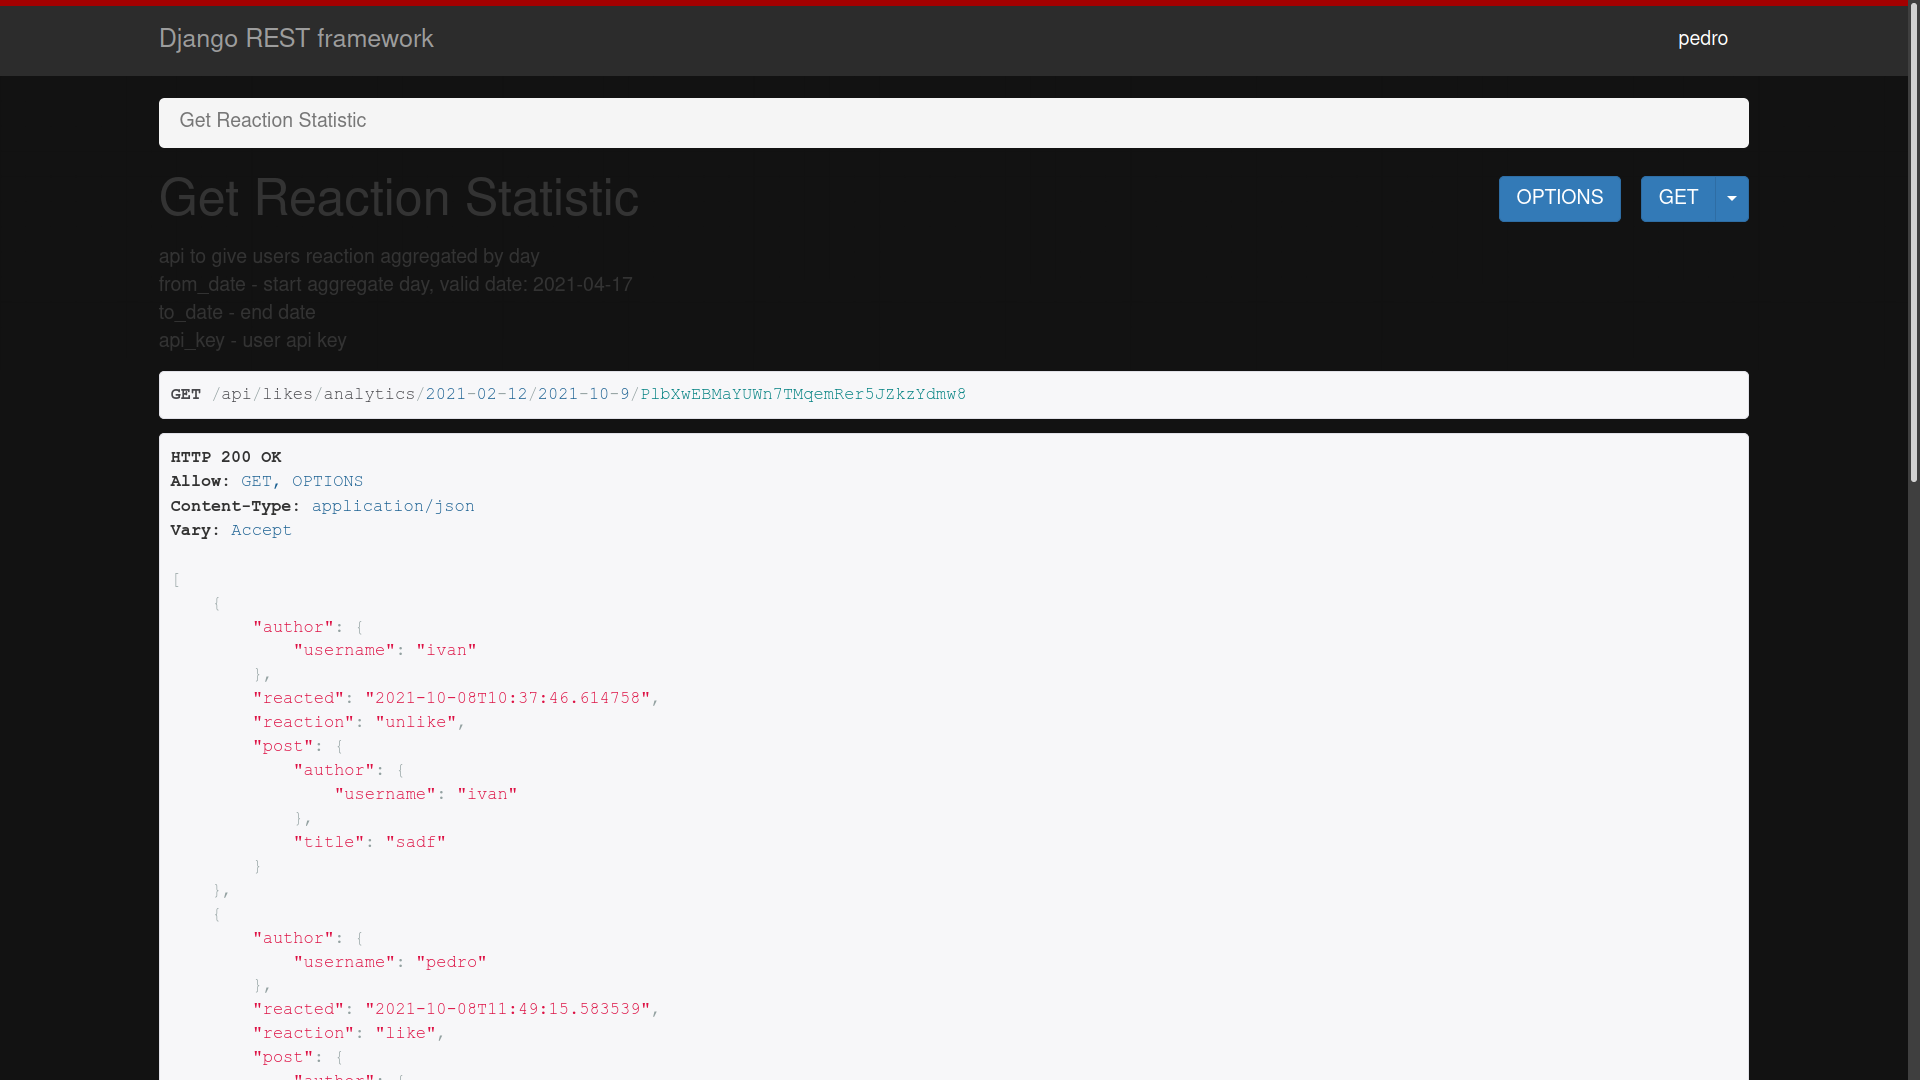 Django REST framework
pedro
Get Reaction Statistic
Get Reaction Statistic
OPTIONS
GET
api to give users reaction aggregated by day
from_date - start aggregate day, valid date: 2021-04-17
to_date - end date
api_key - user api key
GET /api/likes/analytics/2021-02-12/2021-10-9/PlbXwEBMaYUWn7TMqemRer5JZkzYdmw8
HTTP 200 OK
Allow: GET, OPTIONS
Content-Type: application/json
Vary: Accept
[
{
"author": {
"username": "ivan"
},
"reacted": "2021-10-08T10:37:46.614758",
"reaction": "unlike",
"post": {
"author": {
"username": "ivan"
},
"title": "sadf"
}
},
{
"author": {
"username": "pedro"
},
"reacted": "2021-10-08T11:49:15.583539",
"reaction": "like",
"post": {
"author": {